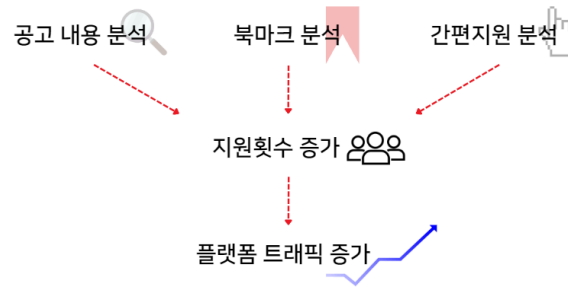 공고 내용 분석
북마크 분석
간편지원 분석
지원횟수 증가
플랫폼 트래픽 증가